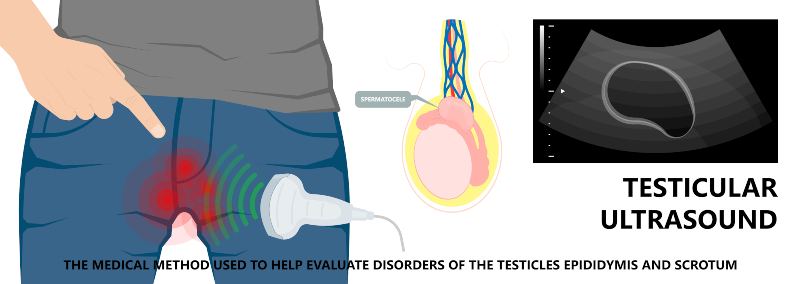 SPERMATOCELE
TESTICULAR
ULTRASOUND
THE MEDICAL METHOD USED TO HELP EVALUATE DISORDERS OF THE TESTICLES EPIDIDYMIS AND SCROTUM